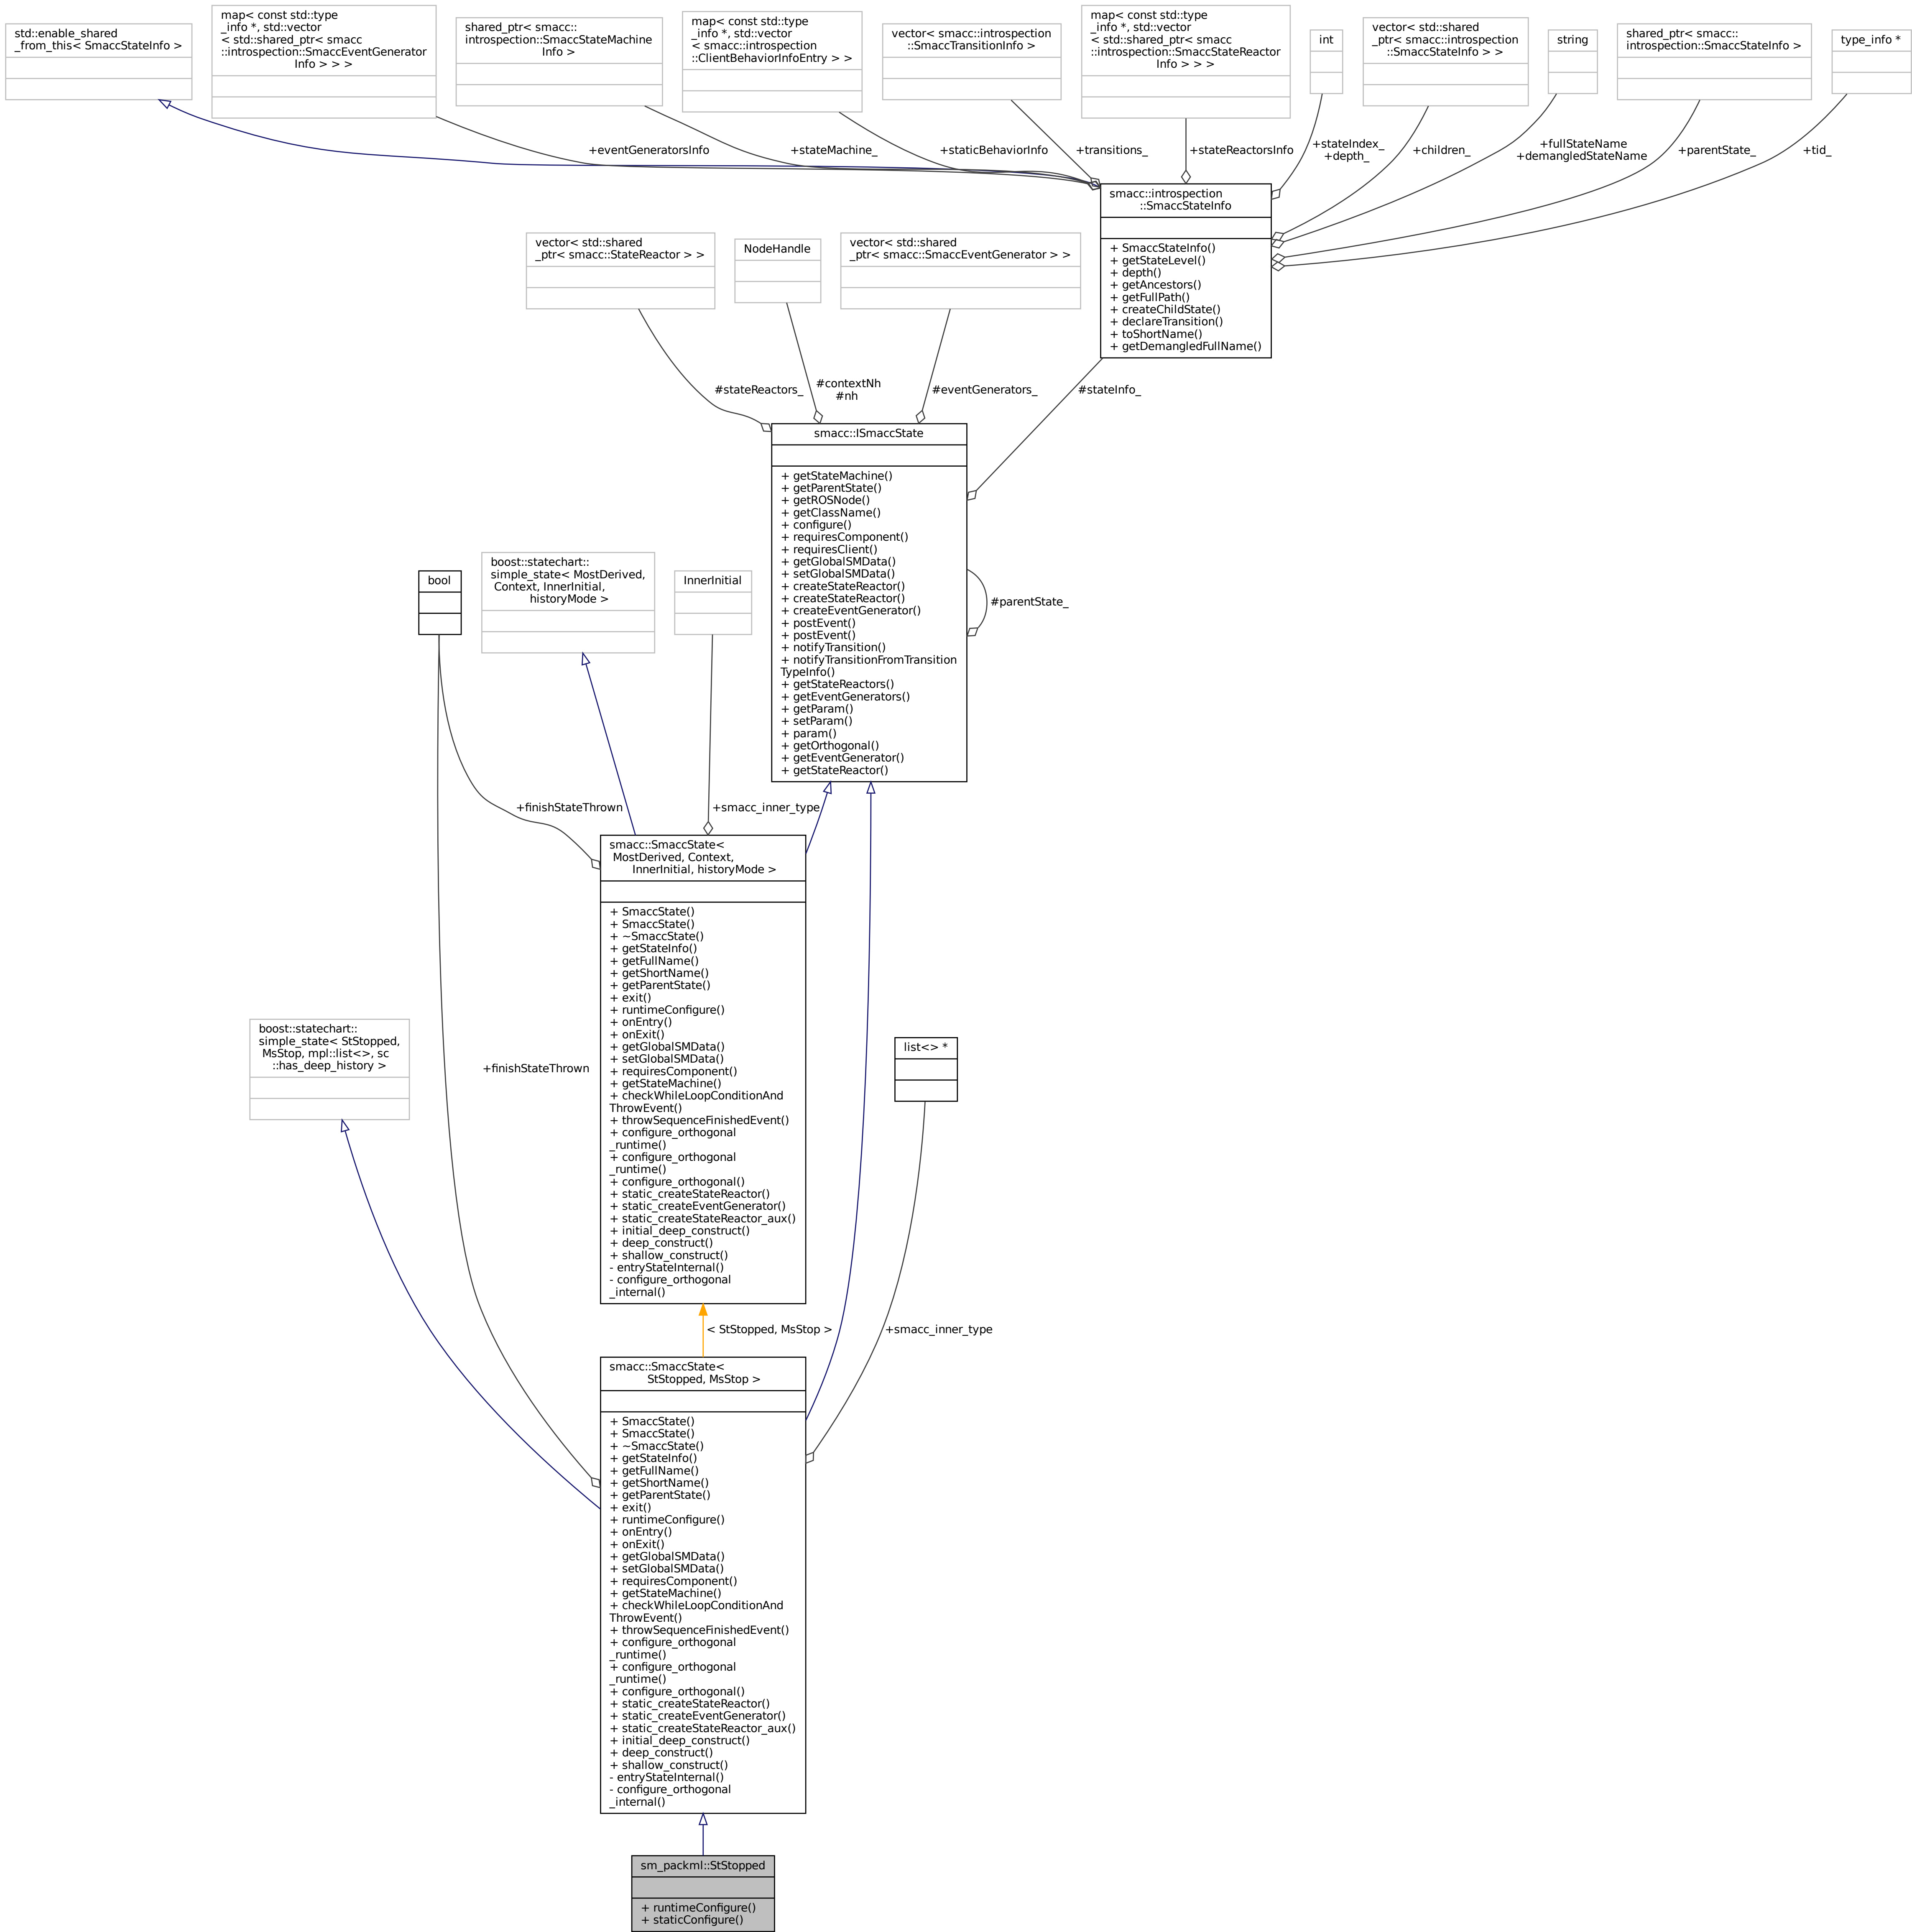 std::enable_shared
_from_this< SmaccStateInfo >
map< const std::type
_info *, std::vector
< std::shared_ptr< smacc
::introspection::SmaccEventGenerator
Info > > >
shared_ptr< smacc::
introspection::SmaccStateMachine
Info >
map< const std::type
_info *, std::vector
< smacc::introspection
::ClientBehaviorInfoEntry > >
vector< smacc::introspection
::SmaccTransitionInfo >
map< const std::type
_info *, std::vector
< std::shared_ptr< smacc
::introspection::SmaccStateReactor
Info > > >
int
vector< std::shared
_ptr< smacc::introspection
::SmaccStateInfo > >
string
shared_ptr< smacc::
introspection::SmaccStateInfo >
type_info *
+eventGeneratorsInfo
+stateMachine_
+staticBehaviorInfo
+transitions_
+stateReactorsInfo
+stateIndex_
+depth_
+children_
+fullStateName
+demangledStateName
+parentState_
+tid_
smacc::introspection
::SmaccStateInfo
+ SmaccStateInfo()
+ getStateLevel()
+ depth()
+ getAncestors()
+ getFullPath()
+ createChildState()
+ declareTransition()
+ toShortName()
+ getDemangledFullName()
vector< std::shared
_ptr< smacc::StateReactor > >
NodeHandle
vector< std::shared
_ptr< smacc::SmaccEventGenerator > >
#stateReactors_
#contextNh
#nh
#eventGenerators_
#stateInfo_
smacc::ISmaccState
+ getStateMachine()
+ getParentState()
+ getROSNode()
+ getClassName()
+ configure()
+ requiresComponent()
+ requiresClient()
+ getGlobalSMData()
+ setGlobalSMData()
+ createStateReactor()
+ createStateReactor()
+ createEventGenerator()
+ postEvent()
+ postEvent()
+ notifyTransition()
+ notifyTransitionFromTransition
TypeInfo()
+ getStateReactors()
+ getEventGenerators()
+ getParam()
+ setParam()
+ param()
+ getOrthogonal()
+ getEventGenerator()
+ getStateReactor()
#parentState_
bool
boost::statechart::
simple_state< MostDerived,
Context, InnerInitial,
historyMode >
InnerInitial
+finishStateThrown
+smacc_inner_type
smacc::SmaccState<
MostDerived, Context,
InnerInitial, historyMode >
+ SmaccState()
+ SmaccState()
+ ~SmaccState()
+ getStateInfo()
+ getFullName()
+ getShortName()
+ getParentState()
+ exit()
+ runtimeConfigure()
+ onEntry()
+ onExit()
+ getGlobalSMData()
+ setGlobalSMData()
+ requiresComponent()
+ getStateMachine()
+ checkWhileLoopConditionAnd
ThrowEvent()
+ throwSequenceFinishedEvent()
+ configure_orthogonal
_runtime()
+ configure_orthogonal
_runtime()
+ configure_orthogonal()
+ static_createStateReactor()
+ static_createEventGenerator()
+ static_createStateReactor_aux()
+ initial_deep_construct()
+ deep_construct()
+ shallow_construct()
- entryStateInternal()
- configure_orthogonal
_internal()
boost::statechart::
simple_state< StStopped,
MsStop, mpl::list<>, sc
::has_deep_history >
+finishStateThrown
list<> *
< StStopped, MsStop >
+smacc_inner_type
smacc::SmaccState<
StStopped, MsStop >
+ SmaccState()
+ SmaccState()
+ ~SmaccState()
+ getStateInfo()
+ getFullName()
+ getShortName()
+ getParentState()
+ exit()
+ runtimeConfigure()
+ onEntry()
+ onExit()
+ getGlobalSMData()
+ setGlobalSMData()
+ requiresComponent()
+ getStateMachine()
+ checkWhileLoopConditionAnd
ThrowEvent()
+ throwSequenceFinishedEvent()
+ configure_orthogonal
_runtime()
+ configure_orthogonal
_runtime()
+ configure_orthogonal()
+ static_createStateReactor()
+ static_createEventGenerator()
+ static_createStateReactor_aux()
+ initial_deep_construct()
+ deep_construct()
+ shallow_construct()
- entryStateInternal()
- configure_orthogonal
_internal()
sm_packml::StStopped
+ runtimeConfigure()
+ staticConfigure()